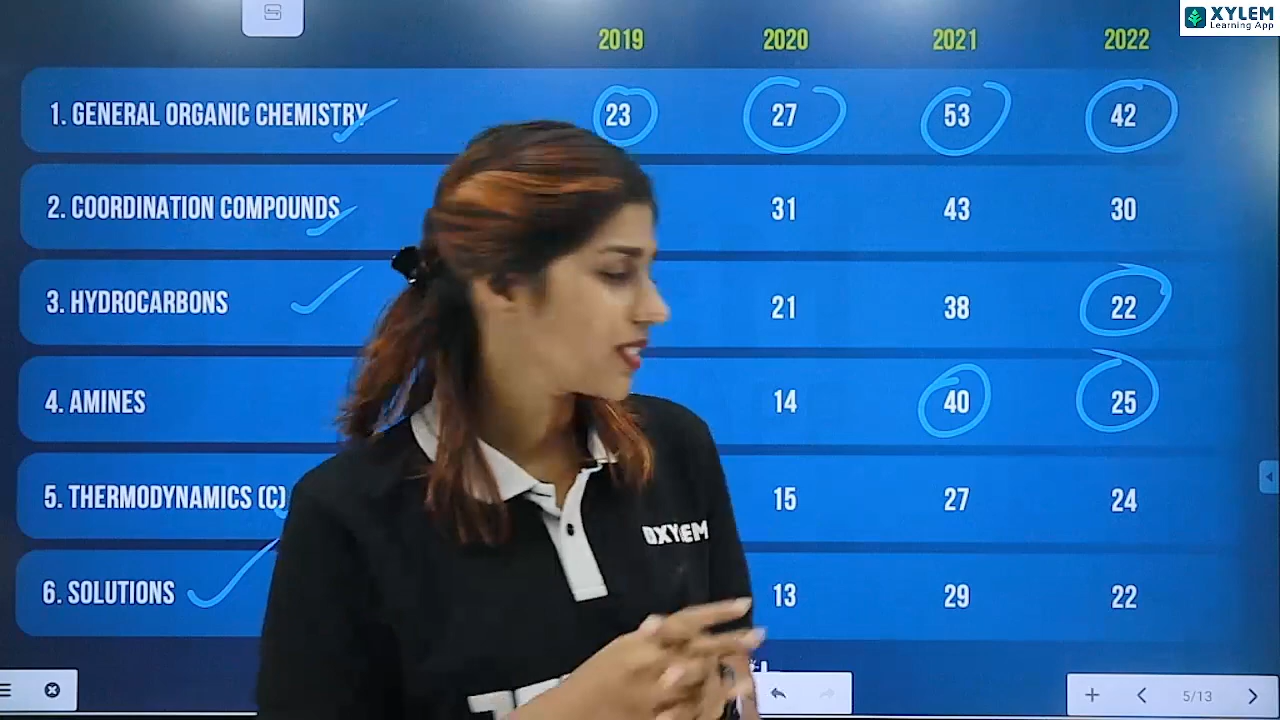 XYLEM
Learning App
2019 2020 2021 2022
1. GENERAL ORGANIC CHEMISTRY 23 27 53 42
2. COORDINATION COMPOUNDS 31 43 30
3. HYDROCARBONS 21 38 22
4. AMINES 14 40 25
5. THERMODYNAMICS (C) 15 27 24
6. SOLUTIONS 13 29 22
XYLEM
5/13